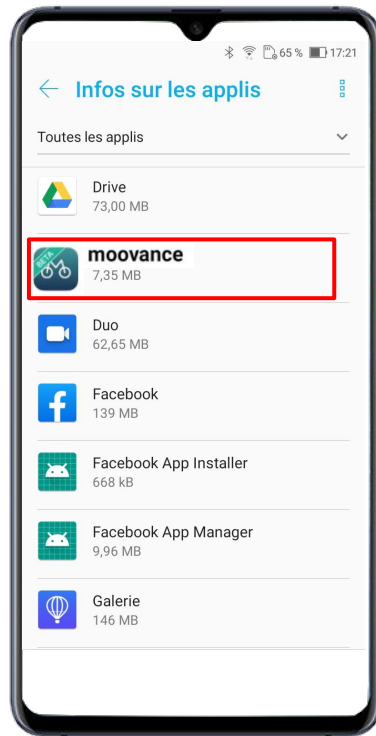 65 % 17:21
Infos sur les applis
Toutes les applis
Drive
73,00 MB
BETA
moovance
7,35 MB
Duo
62,65 MB
Facebook
139 MB
Facebook App Installer
668 kB
Facebook App Manager
9,96 MB
Galerie
146 MB